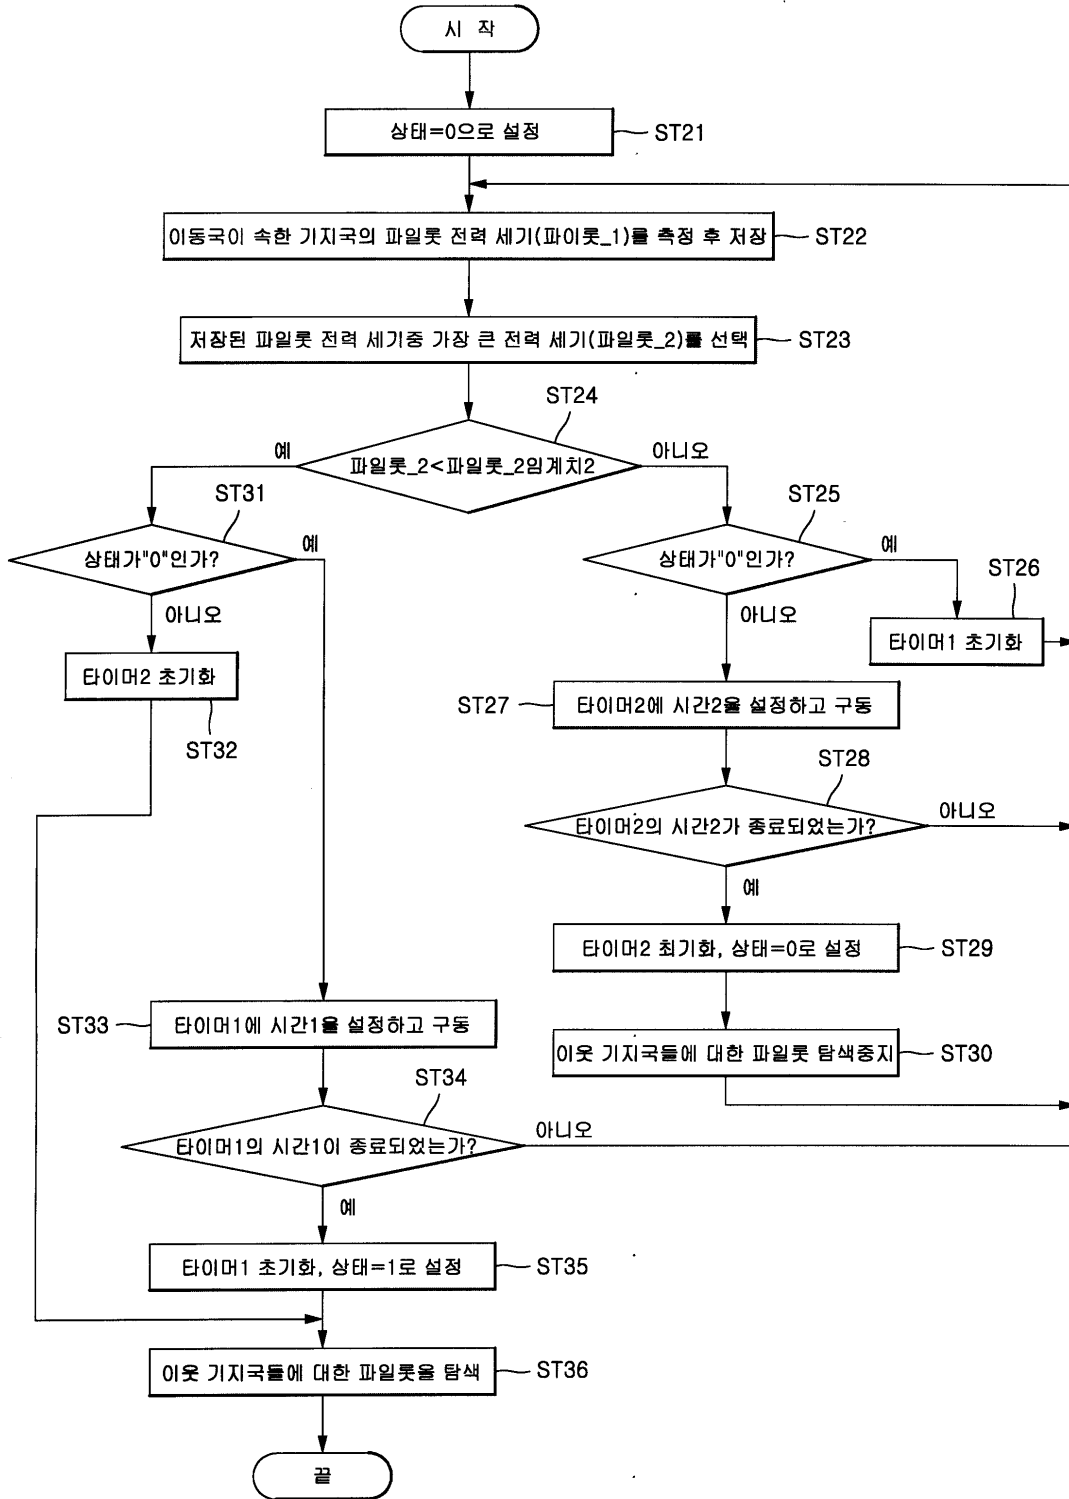 시 작
상태=0으로 설정
ST21
이동국이 속한 기지국의 파일롯 전력 세기(파이롯_1)를 측정 후 저장
ST22
저장된 파일롯 전력 세기중 가장 큰 전력 세기(파일롯_2)를 선택
ST23
ST24
예
파일롯_2<파일롯_2임계치2
아니오
ST31
ST25
상태가"0"인가?
예
상태가"0"인가?
예
ST26
아니오
아니오
타이머1 초기화
타이머2 초기화
ST27
타이머2에 시간2을 설정하고 구동
ST32
ST28
타이머2의 시간2가 종료되었는가?
아니오
예
타이머2 최기화, 상태=0로 설정
ST29
ST33
타이머1에 시간1을 설정하고 구동
이웃 기지국들에 대한 파일롯 탐색중지
ST30
ST34
타이머1의 시간1이 종료되었는가?
아니오
예
타이머1 초기화, 상태=1로 설정
ST35
이웃 기지국들에 대한 파일롯을 탐색
ST36
끝